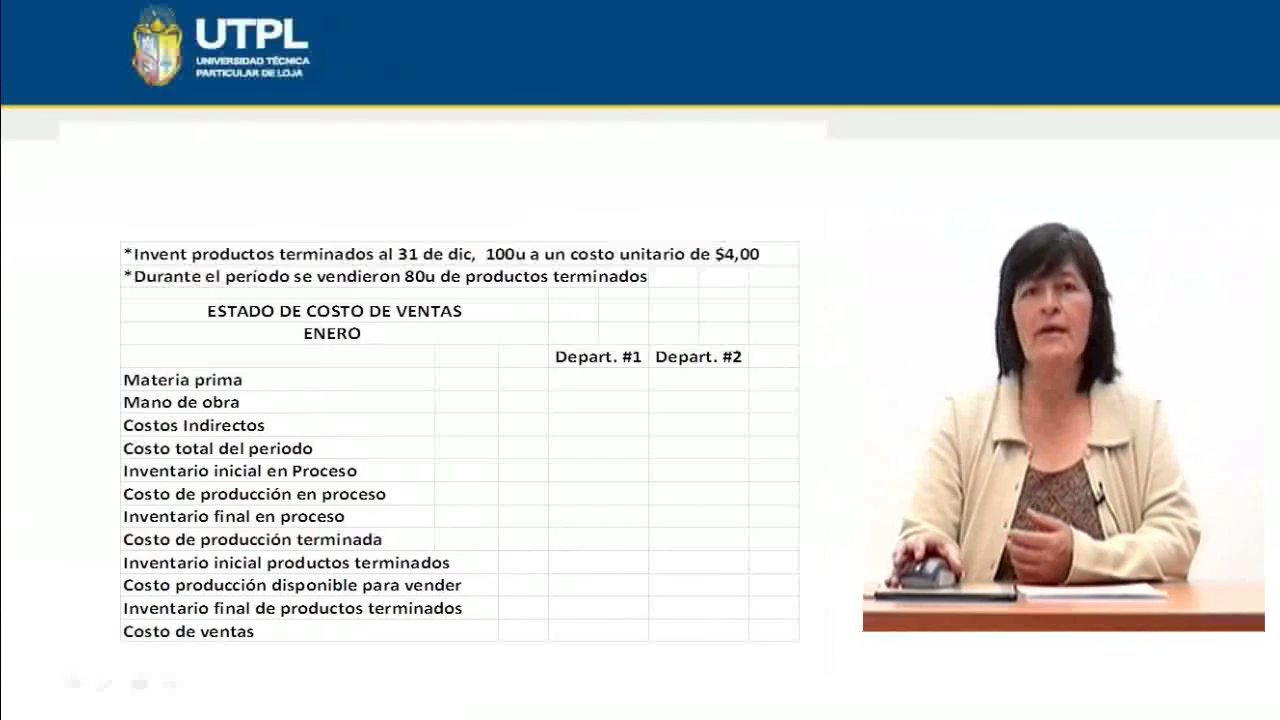 UTPL
UNIVERSIDAD TÉCNICA
PARTICULAR DE LOJA
*Invent productos terminados al 31 de dic, 100u a un costo unitario de $4,00
*Durante el período se vendieron 80u de productos terminados
ESTADO DE COSTO DE VENTAS
ENERO
Depart. #1 Depart. #2
Materia prima
Mano de obra
Costos Indirectos
Costo total del periodo
Inventario inicial en Proceso
Costo de producción en proceso
Inventario final en proceso
Costo de producción terminada
Inventario inicial productos terminados
Costo producción disponible para vender
Inventario final de productos terminados
Costo de ventas